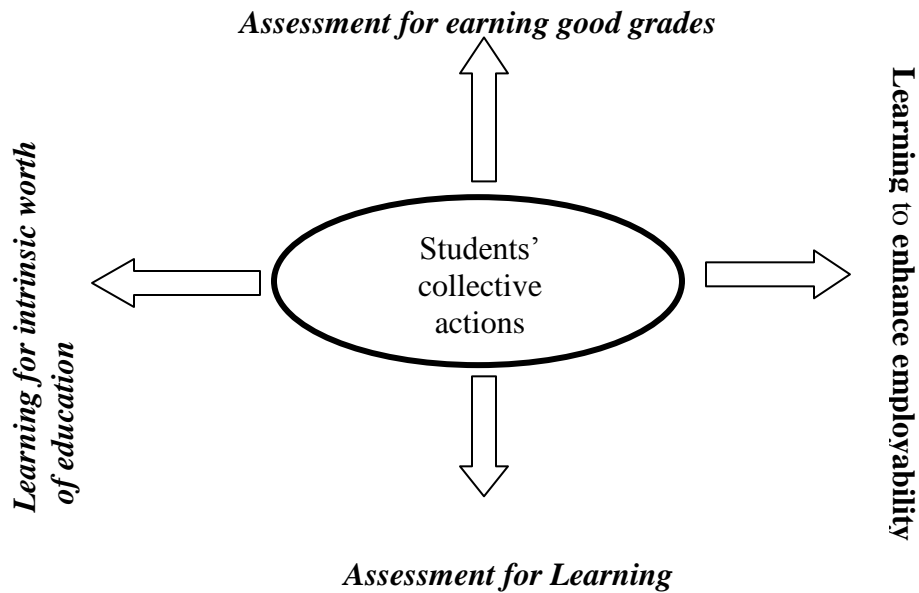 Assessment for earning good grades
Learning for intrinsic worth
of education
Students’
collective
actions
Learning to enhance employability
Assessment for Learning